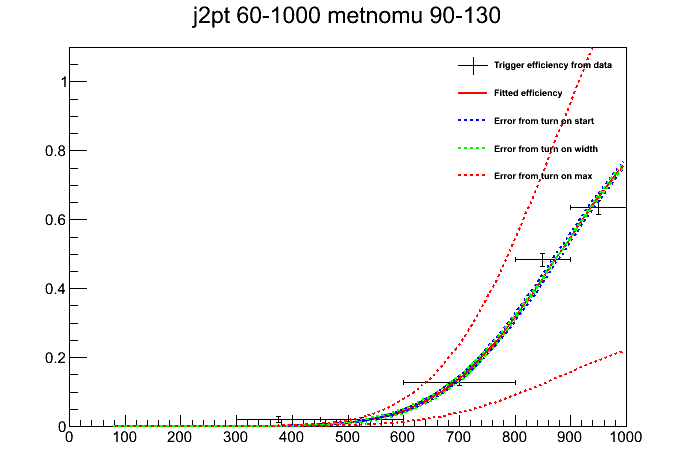 j2pt 60-1000 metnomu 90-130
1
0.8
0.6
0.4
0.2
0
Trigger efficiency from data
Fitted efficiency
Error from turn on start
Error from turn on width
Error from turn on max
0 100 200 300 400 500 600 700 800 900 1000